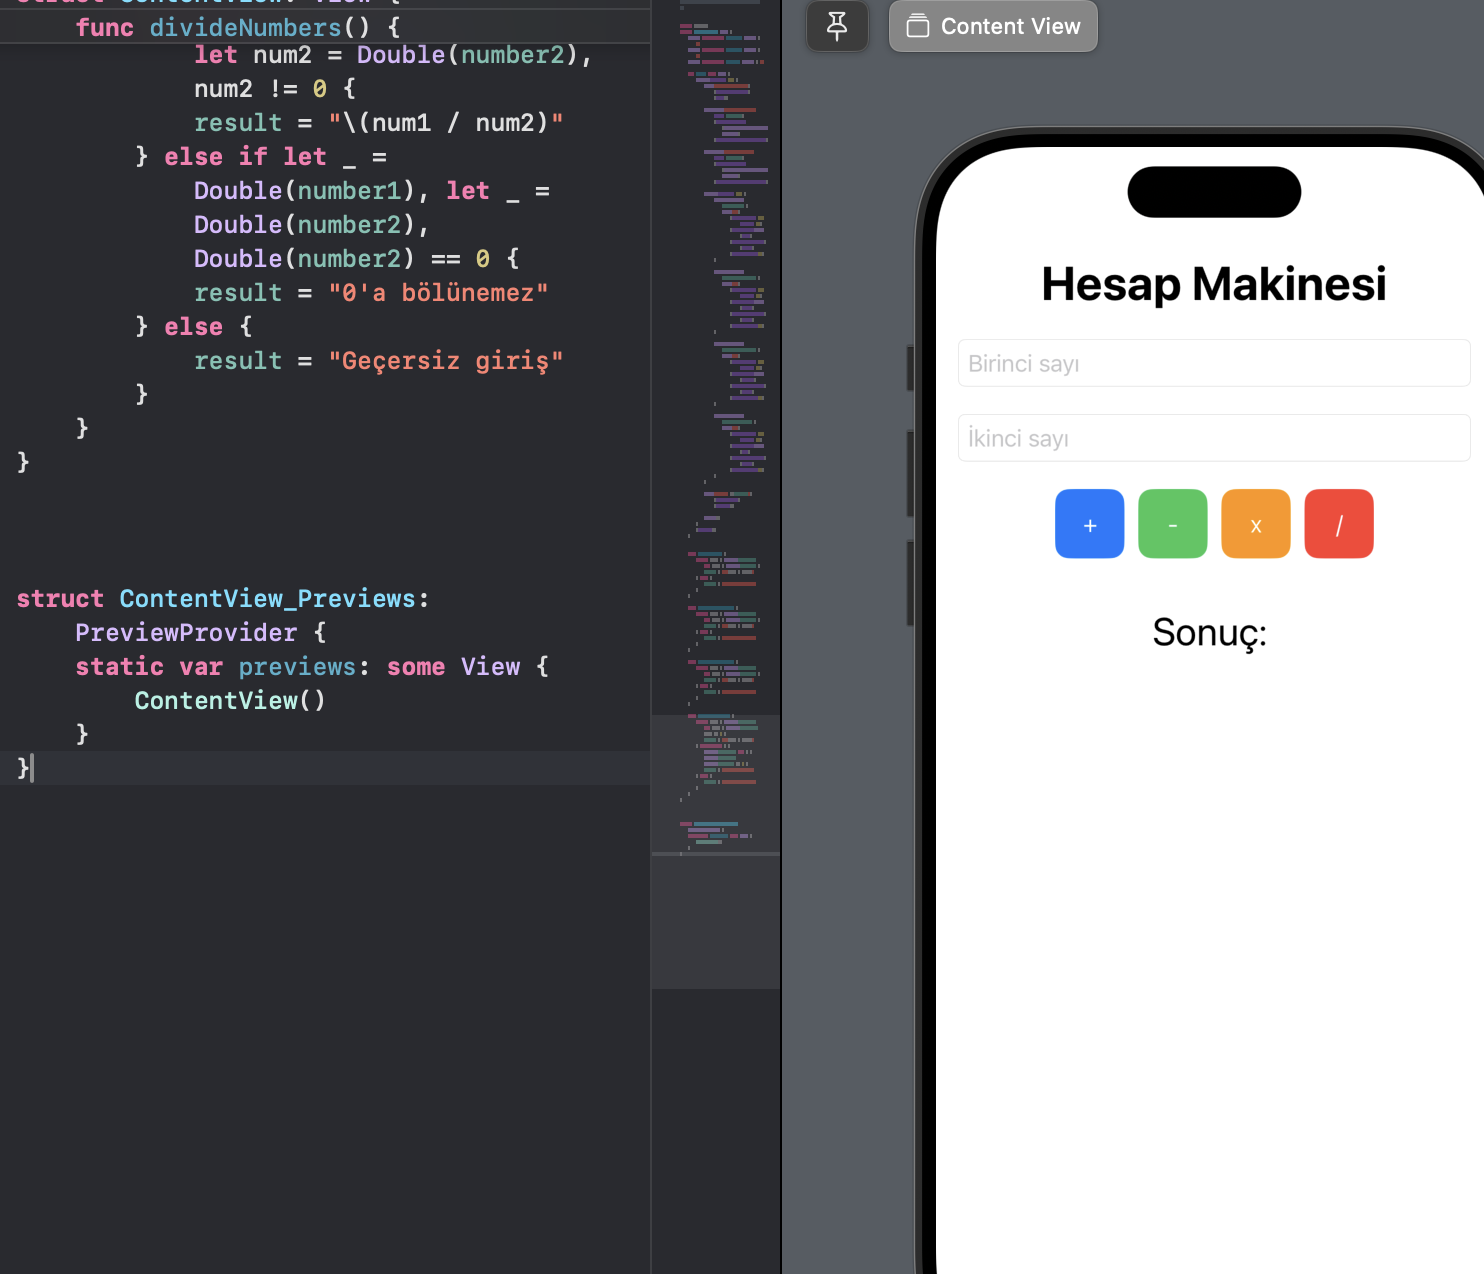 struct ContentView: View {
func divideNumbers() {
let num2 = Double(number2),
num2 != 0 {
result = "\(num1 / num2)"
} else if let _ =
Double(number1), let _ =
Double(number2),
Double(number2) == 0 {
result = "0'a bölünemez"
} else {
result = "Geçersiz giriş"
}
}
}
struct ContentView_Previews:
PreviewProvider {
static var previews: some View {
ContentView()
}
}
Content View
Hesap Makinesi
Birinci sayı
İkinci sayı
+ - x /
Sonuç: